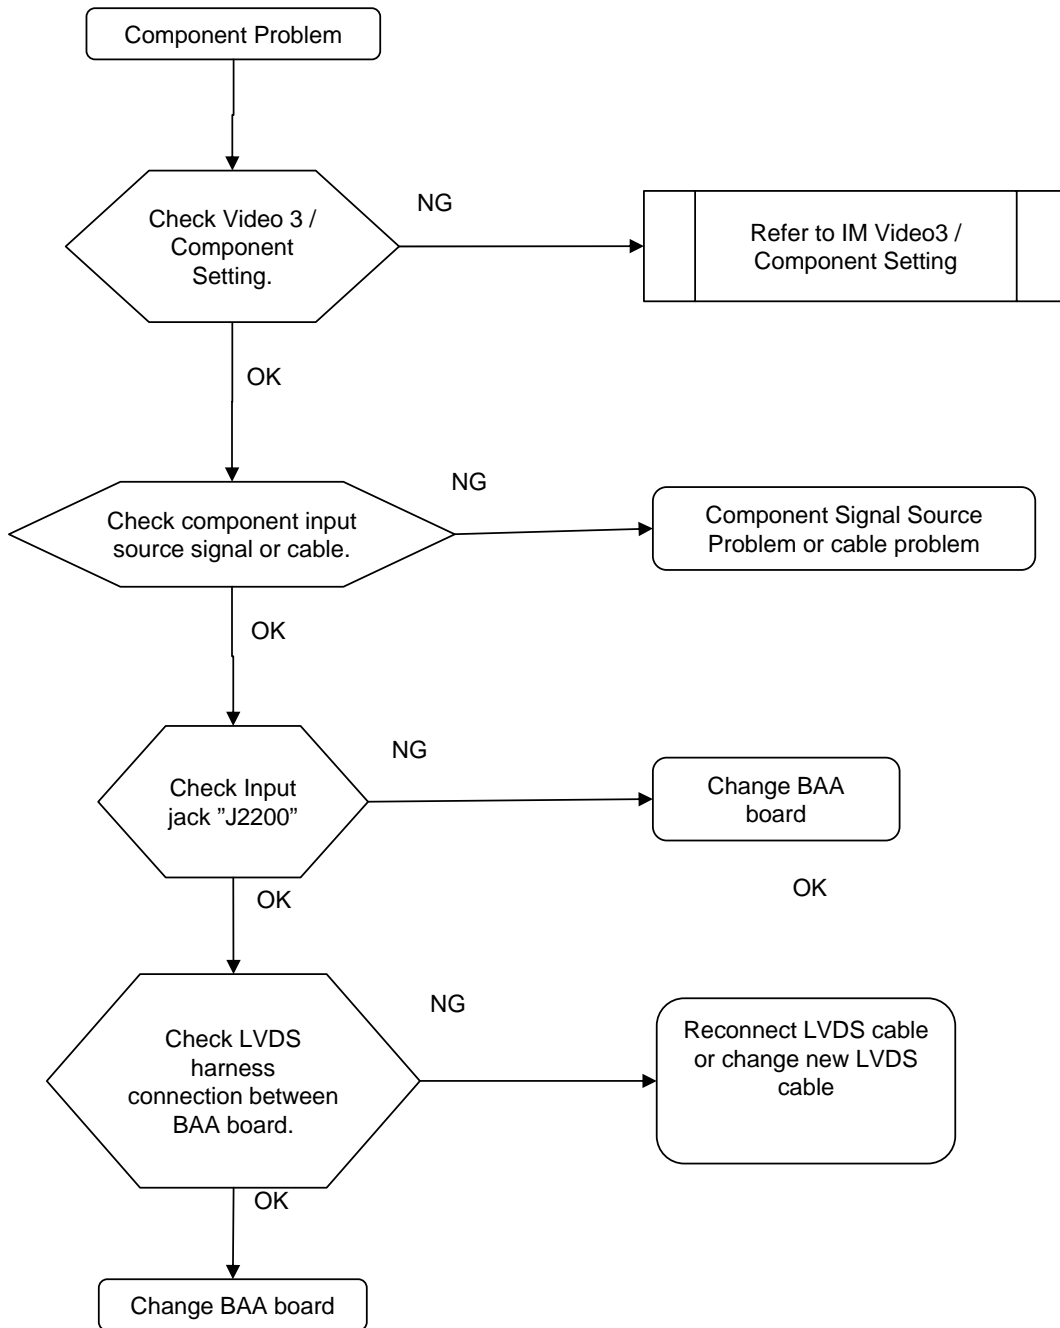 Component Problem
Check Video 3 /
Component
Setting.
NG
Refer to IM Video3 /
Component Setting
OK
Check component input
source signal or cable.
NG
Component Signal Source
Problem or cable problem
OK
Check Input
jack ”J2200”
NG
Change BAA
board
OK
OK
Check LVDS
harness
connection between
BAA board.
NG
Reconnect LVDS cable
or change new LVDS
cable
OK
Change BAA board